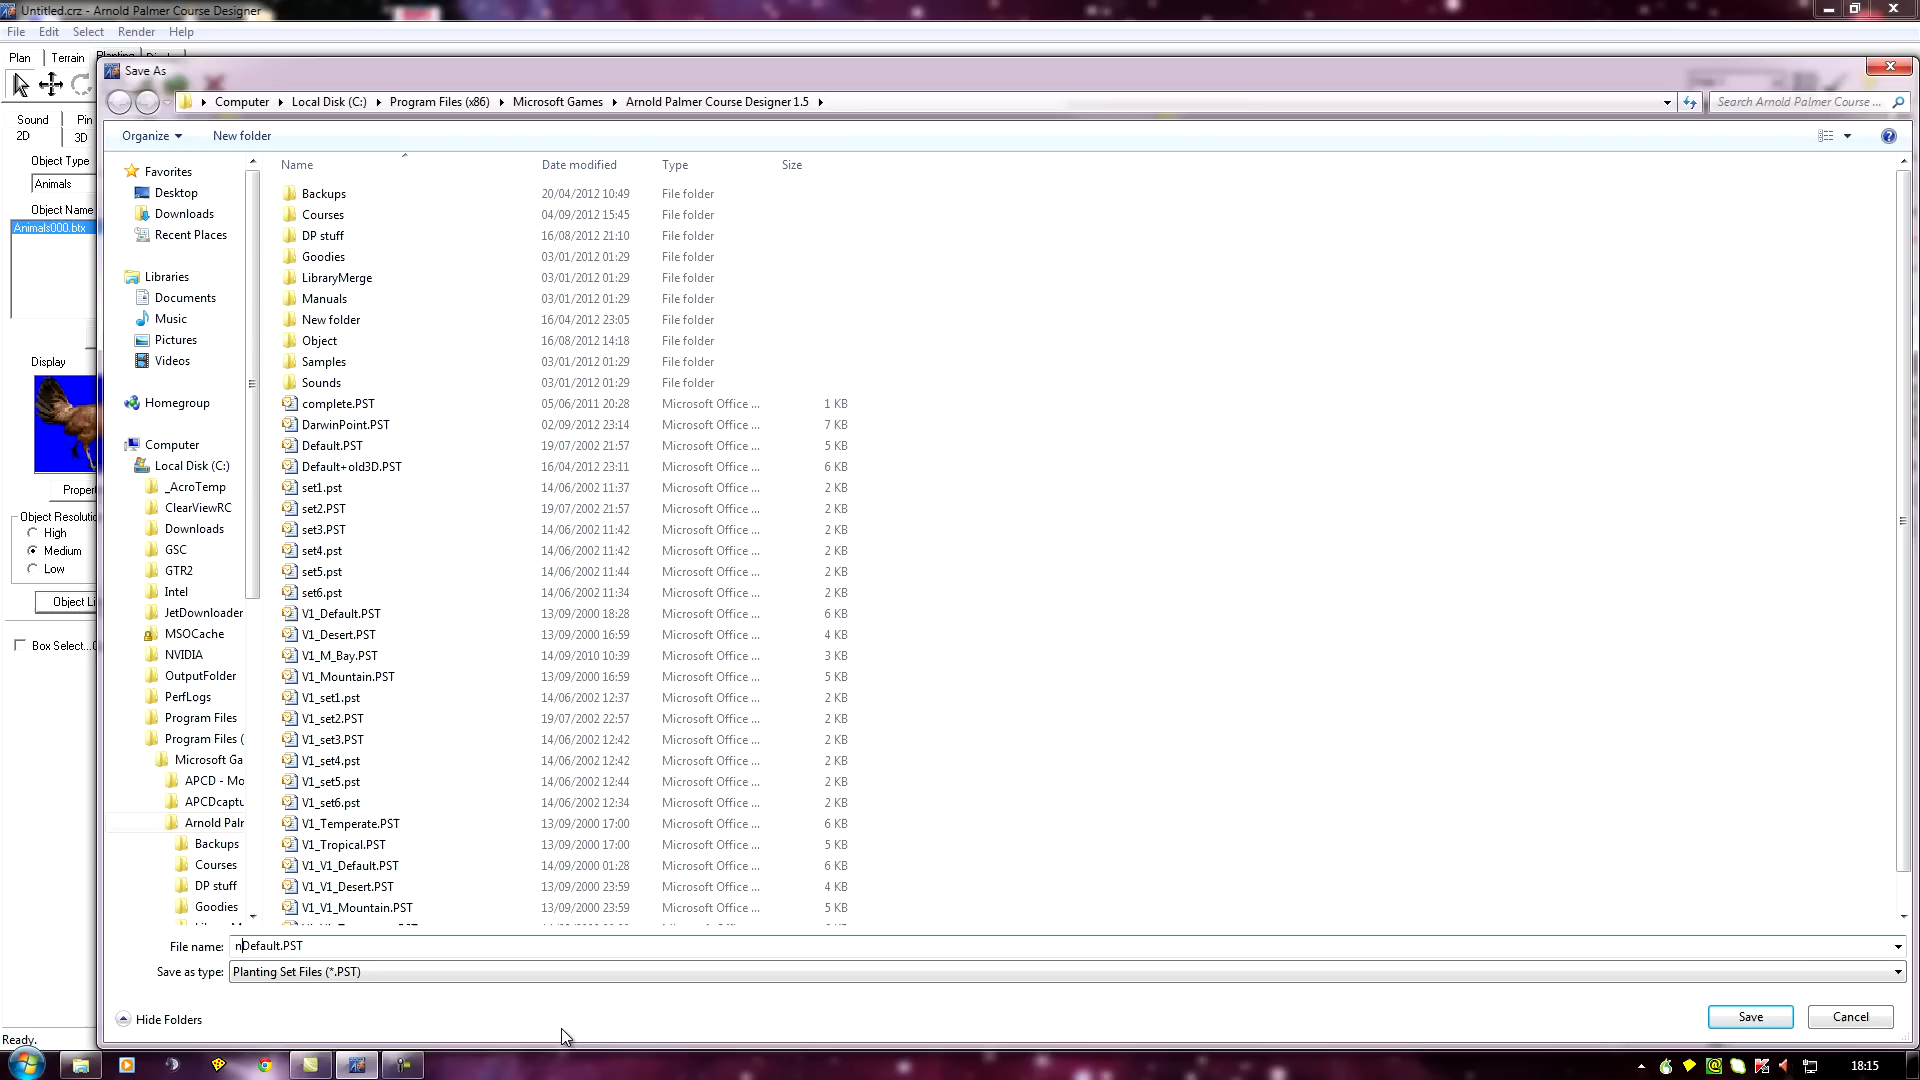 Untitled.crz - Arnold Palmer Course Designer
File Edit Select Render Help
Plan Terrain Planting
Save As
Computer Local Disk (C:) Program Files (x86) Microsoft Games Arnold Palmer Course Designer 1.5
Search Arnold Palmer Course ...
Organize New folder
Sound Pin
2D 3D
Object Type
Animals
Object Name
Animals000.btx
Display
Object Resolutio
High
Medium
Low
Object Li
Box Select...
Ready.
Favorites
Desktop
Downloads
Recent Places
Libraries
Documents
Music
Pictures
Videos
Homegroup
Computer
Local Disk (C:)
_AcroTemp
ClearViewRC
Downloads
GSC
GTR2
Intel
JetDownloader
MSOCache
NVIDIA
OutputFolder
PerfLogs
Program Files
Program Files (
Microsoft Ga
APCD - Mo
APCDcaptu
Arnold Palr
Backups
Courses
DP stuff
Goodies
Name Date modified Type Size
Backups 20/04/2012 10:49 File folder
Courses 04/09/2012 15:45 File folder
DP stuff 16/08/2012 21:10 File folder
Goodies 03/01/2012 01:29 File folder
LibraryMerge 03/01/2012 01:29 File folder
Manuals 03/01/2012 01:29 File folder
New folder 16/04/2012 23:05 File folder
Object 16/08/2012 14:18 File folder
Samples 03/01/2012 01:29 File folder
Sounds 03/01/2012 01:29 File folder
complete.PST 05/06/2011 20:28 Microsoft Office ... 1 KB
DarwinPoint.PST 02/09/2012 23:14 Microsoft Office ... 7 KB
Default.PST 19/07/2002 21:57 Microsoft Office ... 5 KB
Default+old3D.PST 16/04/2012 23:11 Microsoft Office ... 6 KB
set1.pst 14/06/2002 11:37 Microsoft Office ... 2 KB
set2.PST 19/07/2002 21:57 Microsoft Office ... 2 KB
set3.PST 14/06/2002 11:42 Microsoft Office ... 2 KB
set4.pst 14/06/2002 11:42 Microsoft Office ... 2 KB
set5.pst 14/06/2002 11:44 Microsoft Office ... 2 KB
set6.pst 14/06/2002 11:34 Microsoft Office ... 2 KB
V1_Default.PST 13/09/2000 18:28 Microsoft Office ... 6 KB
V1_Desert.PST 13/09/2000 16:59 Microsoft Office ... 4 KB
V1_M_Bay.PST 14/09/2010 10:39 Microsoft Office ... 3 KB
V1_Mountain.PST 13/09/2000 16:59 Microsoft Office ... 5 KB
V1_set1.pst 14/06/2002 12:37 Microsoft Office ... 2 KB
V1_set2.PST 19/07/2002 22:57 Microsoft Office ... 2 KB
V1_set3.PST 14/06/2002 12:42 Microsoft Office ... 2 KB
V1_set4.pst 14/06/2002 12:42 Microsoft Office ... 2 KB
V1_set5.pst 14/06/2002 12:44 Microsoft Office ... 2 KB
V1_set6.pst 14/06/2002 12:34 Microsoft Office ... 2 KB
V1_Temperate.PST 13/09/2000 17:00 Microsoft Office ... 6 KB
V1_Tropical.PST 13/09/2000 17:00 Microsoft Office ... 5 KB
V1_V1_Default.PST 14/09/2000 01:28 Microsoft Office ... 6 KB
V1_V1_Desert.PST 13/09/2000 23:59 Microsoft Office ... 4 KB
V1_V1_Mountain.PST 13/09/2000 23:59 Microsoft Office ... 5 KB
File name: nDefault.PST
Save as type: Planting Set Files (*.PST)
Hide Folders Save Cancel
18:15